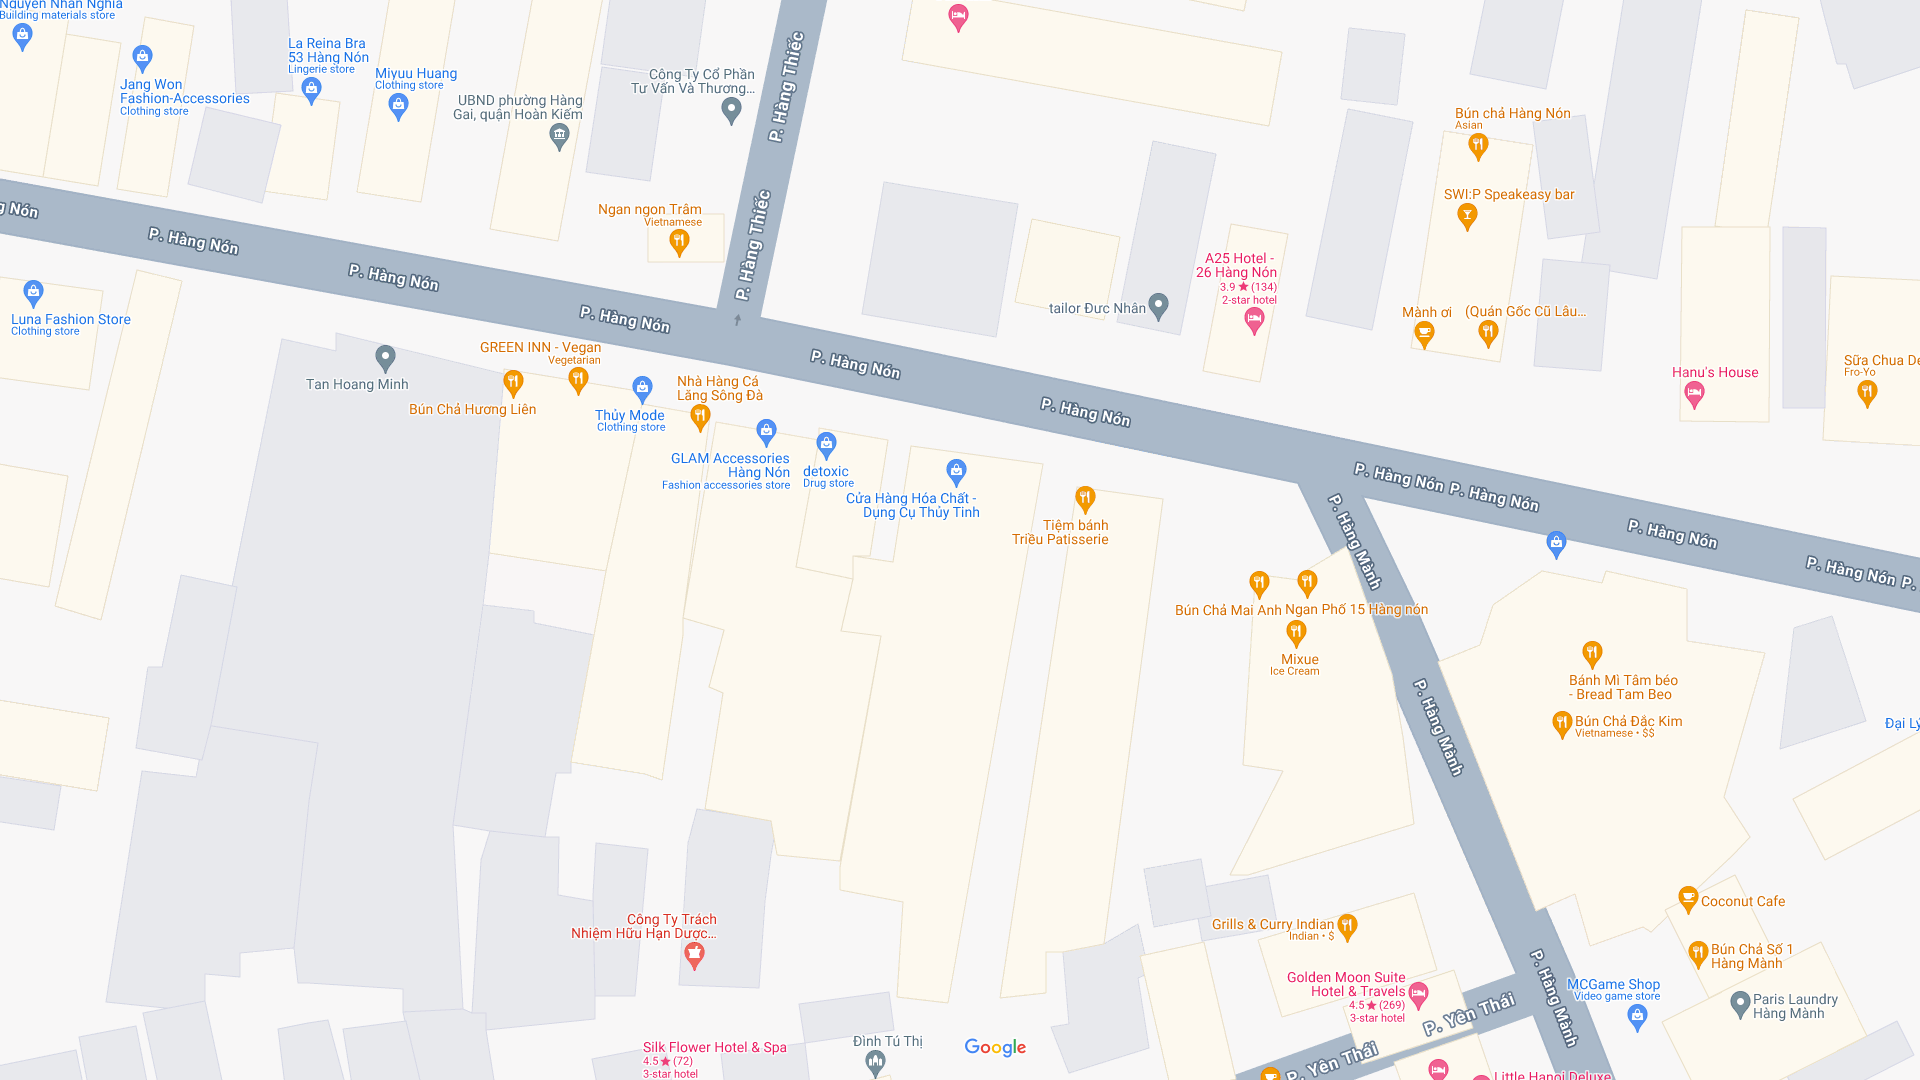 Nguyen Nhan Nghia
Building materials store
La Reina Bra
53 Hàng Nón
Lingerie store
Jang Won
Fashion-Accessories
Clothing store
Miyuu Huang
Clothing store
UBND phường Hàng
Gai, quận Hoàn Kiếm
Công Ty Cổ Phần
Tư Vấn Và Thương...
P. Hàng Thiếc
P. Hàng Thiếc
Bún chả Hàng Nón
Asian
SWI:P Speakeasy bar
Ngan ngon Trâm
Vietnamese
Nón
P. Hàng Nón
P. Hàng Nón
P. Hàng Nón
P. Hàng Nón
P. Hàng Nón
P. Hàng Nón
P. Hàng Nón
P. Hàng Nón
P. Hàng Nón
P.
A25 Hotel -
26 Hàng Nón
3.9 ★ (134)
2-star hotel
tailor Đưc Nhân
Mành ơi
(Quán Gốc Cũ Lâu...
Luna Fashion Store
Clothing store
Sữa Chua
Fro-Yo
Hanu's House
GREEN INN - Vegan
Vegetarian
Tan Hoang Minh
Bún Chả Hương Liên
Thủy Mode
Clothing store
Nhà Hàng Cá
Lăng Sông Đà
GLAM Accessories
Hàng Nón
Fashion accessories store
detoxic
Drug store
Cửa Hàng Hóa Chất -
Dụng Cụ Thủy Tinh
Tiệm bánh
Triều Patisserie
P. Hàng Mành
P. Hàng Mành
P. Hàng Mành
Bún Chả Mai Anh
Ngan Phố 15 Hàng nón
Mixue
Ice Cream
Bánh Mì Tâm béo
- Bread Tam Beo
Bún Chả Đắc Kim
Vietnamese • $$
Đại Lý
Coconut Cafe
Bún Chả Số 1
Hàng Mành
Công Ty Trách
Nhiệm Hữu Hạn Dược...
Grills & Curry Indian
Indian • $
Golden Moon Suite
Hotel & Travels
4.5★ (269)
3-star hotel
MCGame Shop
Video game store
Paris Laundry
Hàng Mành
P. Yên Thái
P. Yên Thái
Silk Flower Hotel & Spa
4.5★ (72)
3-star hotel
Đình Tú Thị
Google
Little Hanoi Deluxe